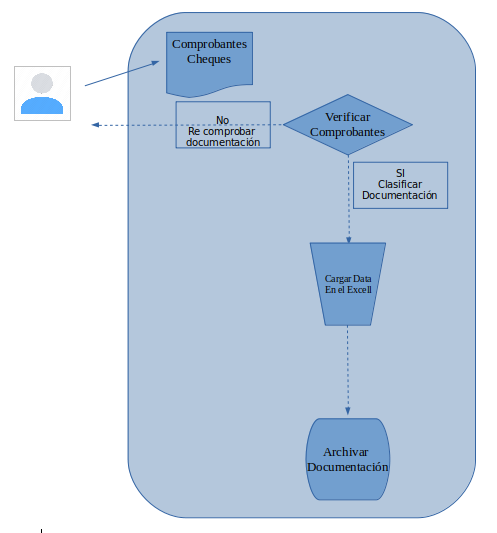 Comprobantes
Cheques
No
Re comprobar
documentación
Verificar
Comprobantes
SI
Clasificar
Documentación
Cargar Data
En el Excell
Archivar
Documentación